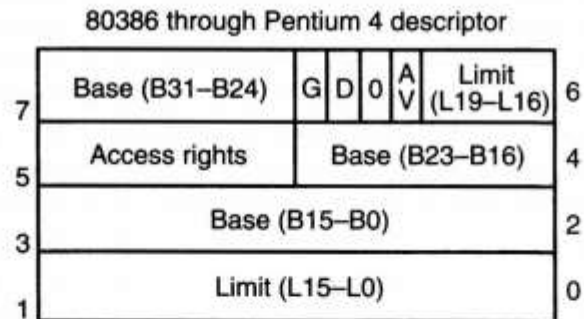 80386 through Pentium 4 descriptor
7 Base (B31–B24) G D 0 AV Limit (L19–L16) 6
5 Access rights Base (B23–B16) 4
3 Base (B15–B0) 2
1 Limit (L15–L0) 0